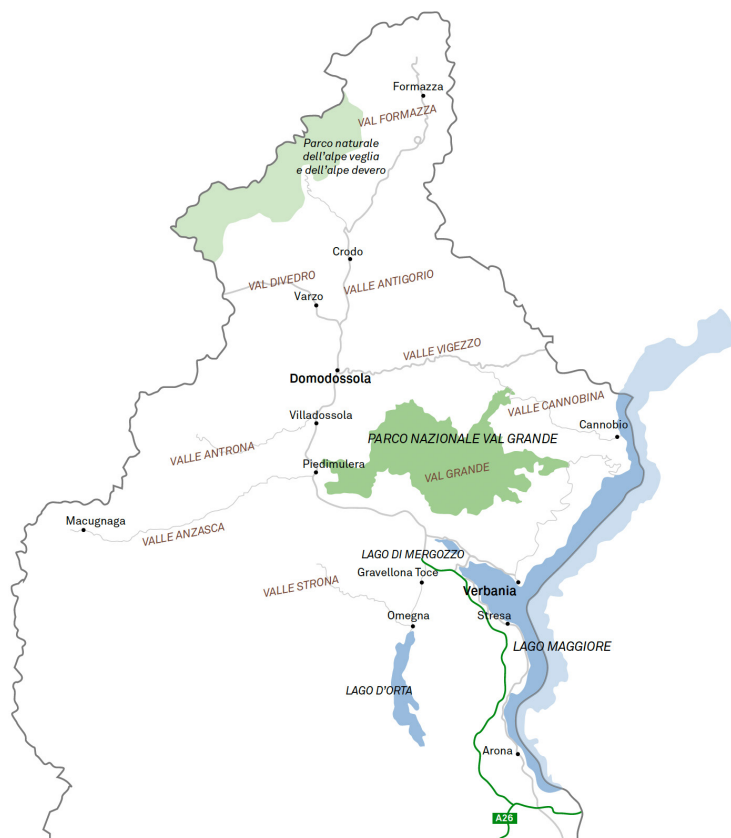 Formazza
VAL FORMAZZA
Parco naturale
dell'alpe veglia
e dell'alpe devero
Crodo
VAL DIVEDRO
VALLE ANTIGORIO
Varzo
VALLE VIGEZZO
Domodossola
VALLE CANNOBINA
Villadossola
Cannobio
PARCO NAZIONALE VAL GRANDE
VALLE ANTRONA
Piedimulera
VAL GRANDE
Macugnaga
VALLE ANZASCA
LAGO DI MERGOZZO
Gravellona Toce
VALLE STRONA
Verbania
Omegna
Stresa
LAGO MAGGIORE
LAGO D'ORTA
Arona
A26